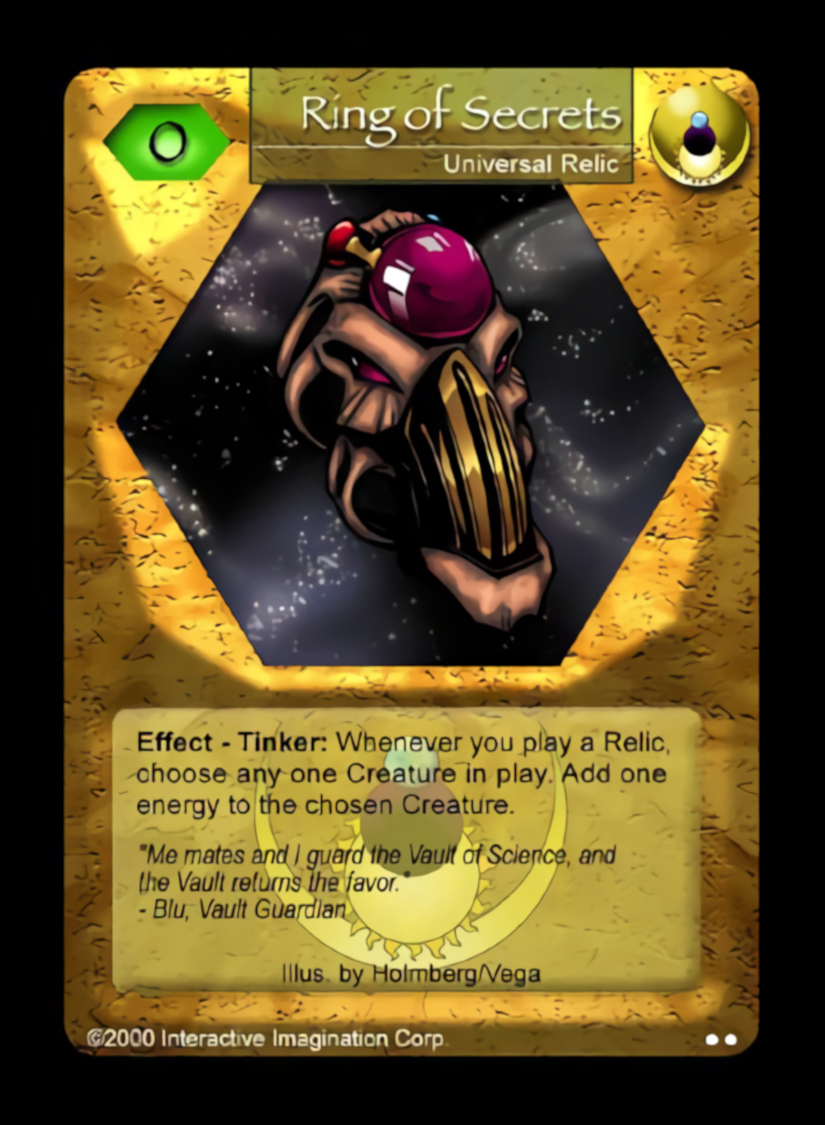 0
Ring of Secrets
Universal Relic
Effect - Tinker: Whenever you play a Relic,
choose any one Creature in play. Add one
energy to the chosen Creature.
"Me mates and I guard the Vault of Science, and
the Vault returns the favor."
- Blu, Vault Guardian
Illus. by Holmberg/Vega
©2000 Interactive Imagination Corp.